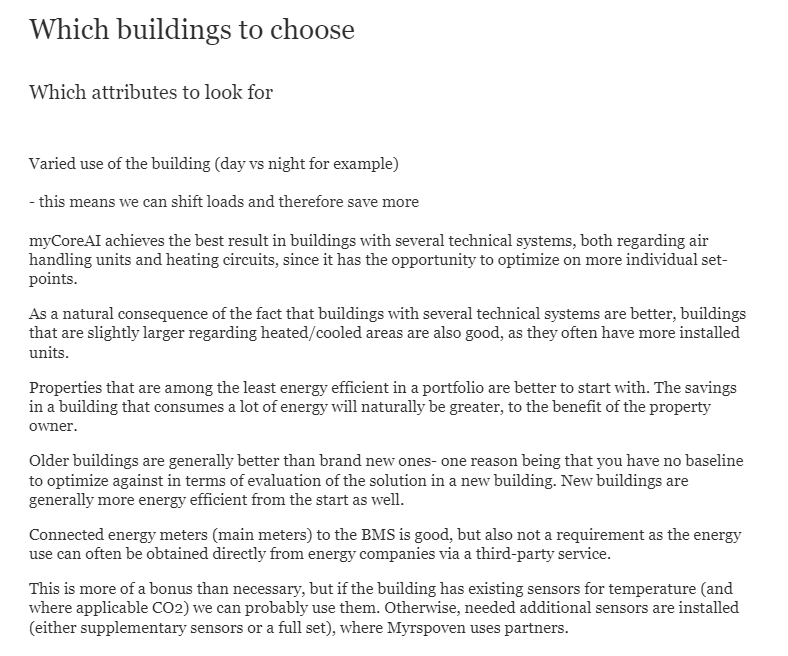 Which buildings to choose
Which attributes to look for
Varied use of the building (day vs night for example)
- this means we can shift loads and therefore save more
myCoreAI achieves the best result in buildings with several technical systems, both regarding air
handling units and heating circuits, since it has the opportunity to optimize on more individual set-
points.
As a natural consequence of the fact that buildings with several technical systems are better, buildings
that are slightly larger regarding heated/cooled areas are also good, as they often have more installed
units.
Properties that are among the least energy efficient in a portfolio are better to start with. The savings
in a building that consumes a lot of energy will naturally be greater, to the benefit of the property
owner.
Older buildings are generally better than brand new ones- one reason being that you have no baseline
to optimize against in terms of evaluation of the solution in a new building. New buildings are
generally more energy efficient from the start as well.
Connected energy meters (main meters) to the BMS is good, but also not a requirement as the energy
use can often be obtained directly from energy companies via a third-party service.
This is more of a bonus than necessary, but if the building has existing sensors for temperature (and
where applicable CO2) we can probably use them. Otherwise, needed additional sensors are installed
(either supplementary sensors or a full set), where Myrspoven uses partners.